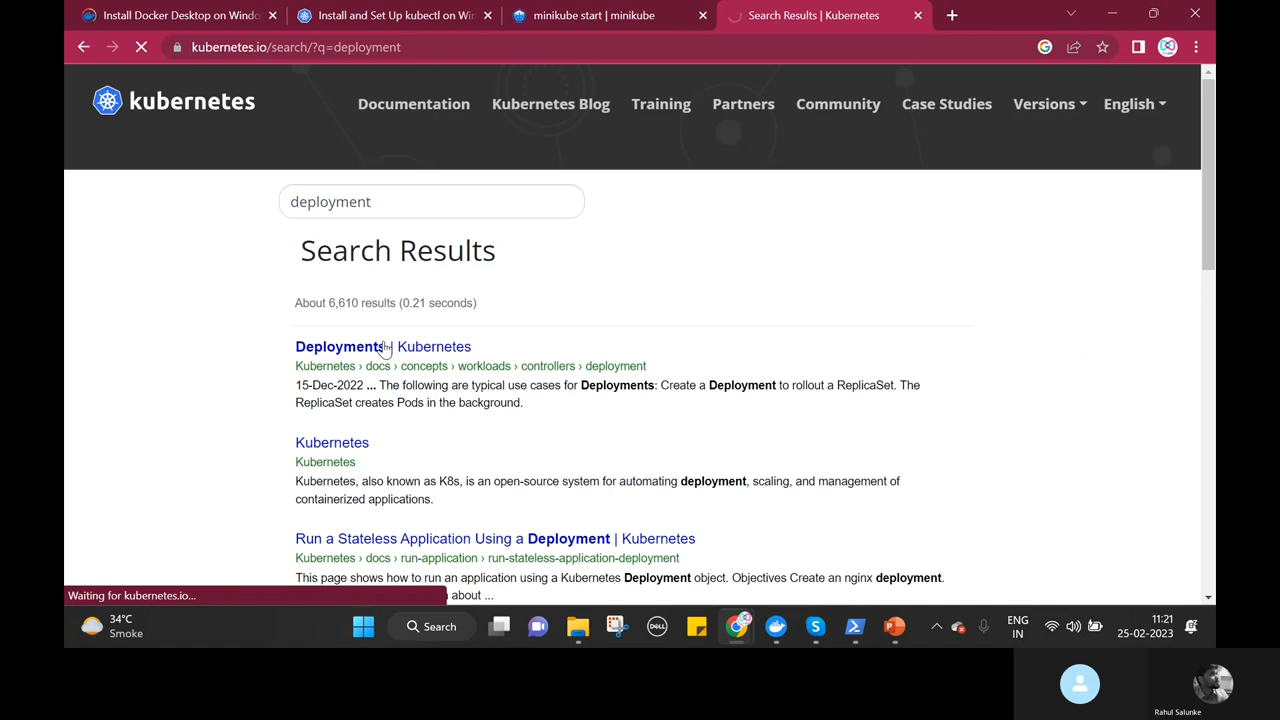 Install Docker Desktop on Windo
Install and Set Up kubectl on Win
minikube start | minikube
Search Results | Kubernetes
kubernetes.io/search/?q=deployment
kubernetes
Documentation
Kubernetes Blog
Training
Partners
Community
Case Studies
Versions
English
deployment
Search Results
About 6,610 results (0.21 seconds)
Deployments | Kubernetes
Kubernetes › docs › concepts › workloads › controllers › deployment
15-Dec-2022 ... The following are typical use cases for Deployments: Create a Deployment to rollout a ReplicaSet. The
ReplicaSet creates Pods in the background.
Kubernetes
Kubernetes
Kubernetes, also known as K8s, is an open-source system for automating deployment, scaling, and management of
containerized applications.
Run a Stateless Application Using a Deployment | Kubernetes
Kubernetes › docs › run-application › run-stateless-application-deployment
This page shows how to run an application using a Kubernetes Deployment object. Objectives Create an nginx deployment.
about ...
Waiting for kubernetes.io...
34°C
Smoke
Search
DELL
ENG
IN
11:21
25-02-2023
Rahul Salunke